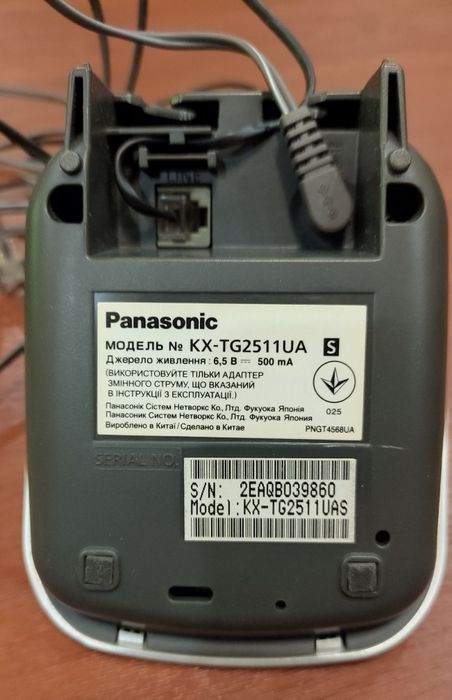 LINE
Panasonic
МОДЕЛЬ № KX-TG2511UA S
Джерело живлення : 6,5 В ⎓ 500 mA
(ВИКОРИСТОВУЙТЕ ТІЛЬКИ АДАПТЕР
ЗМІННОГО СТРУМУ, ЩО ВКАЗАНИЙ
В ІНСТРУКЦІЇ З ЕКСПЛУАТАЦІЇ.)
025
Панасонік Сістем Нетворкс Ко., Лтд. Фукуока Японія
Панасоник Систем Нетворкс Ко., Лтд. Фукуока Япония
Вироблено в Китаї/Сделано в Китае
PNGT4568UA
SERIAL NO.
S/N: 2EAQB039860
Model:KX-TG2511UAS